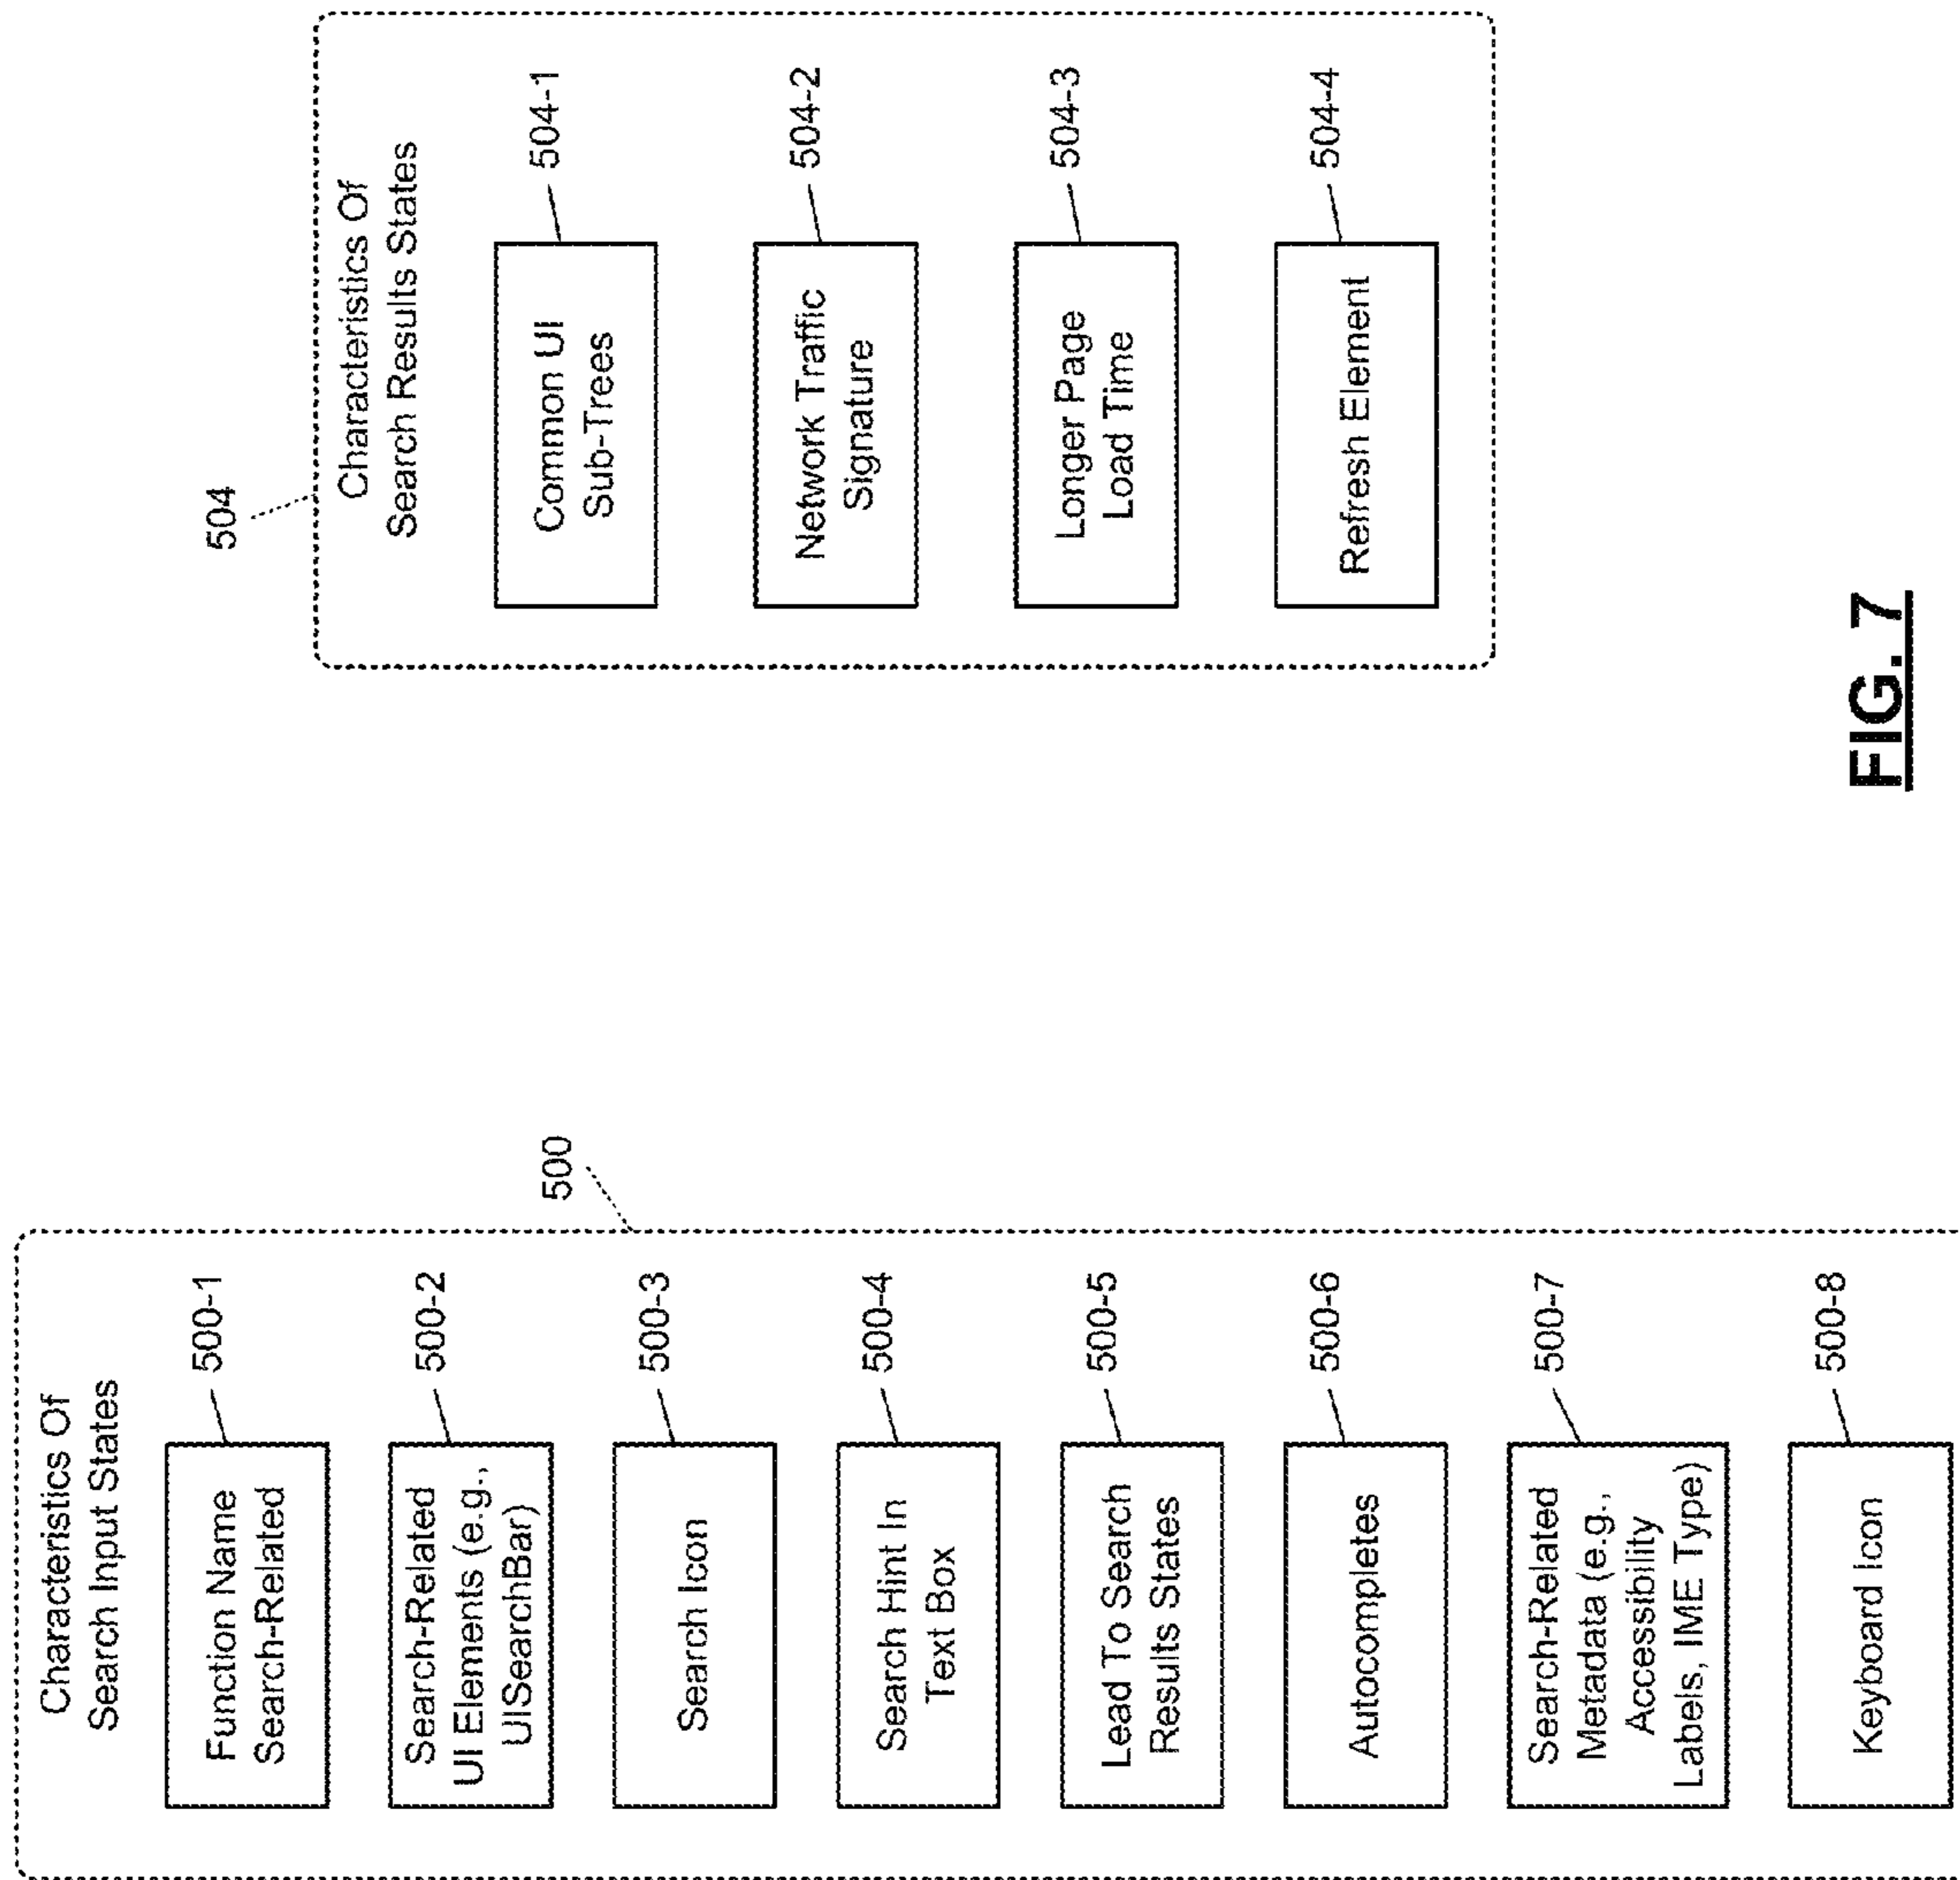 Characteristics Of
Search Input States
500
Function Name
Search-Related
500-1
Search-Related
UI Elements (e.g.,
UISearchBar)
500-2
Search Icon
500-3
Search Hint In
Text Box
500-4
Lead To Search
Results States
500-5
Autocompletes
500-6
Search-Related
Metadata (e.g.,
Accessibility
Labels, IME Type)
500-7
Keyboard Icon
500-8
504
Characteristics Of
Search Results States
Common UI
Sub-Trees
504-1
Network Traffic
Signature
504-2
Longer Page
Load Time
504-3
Refresh Element
504-4
FIG. 7